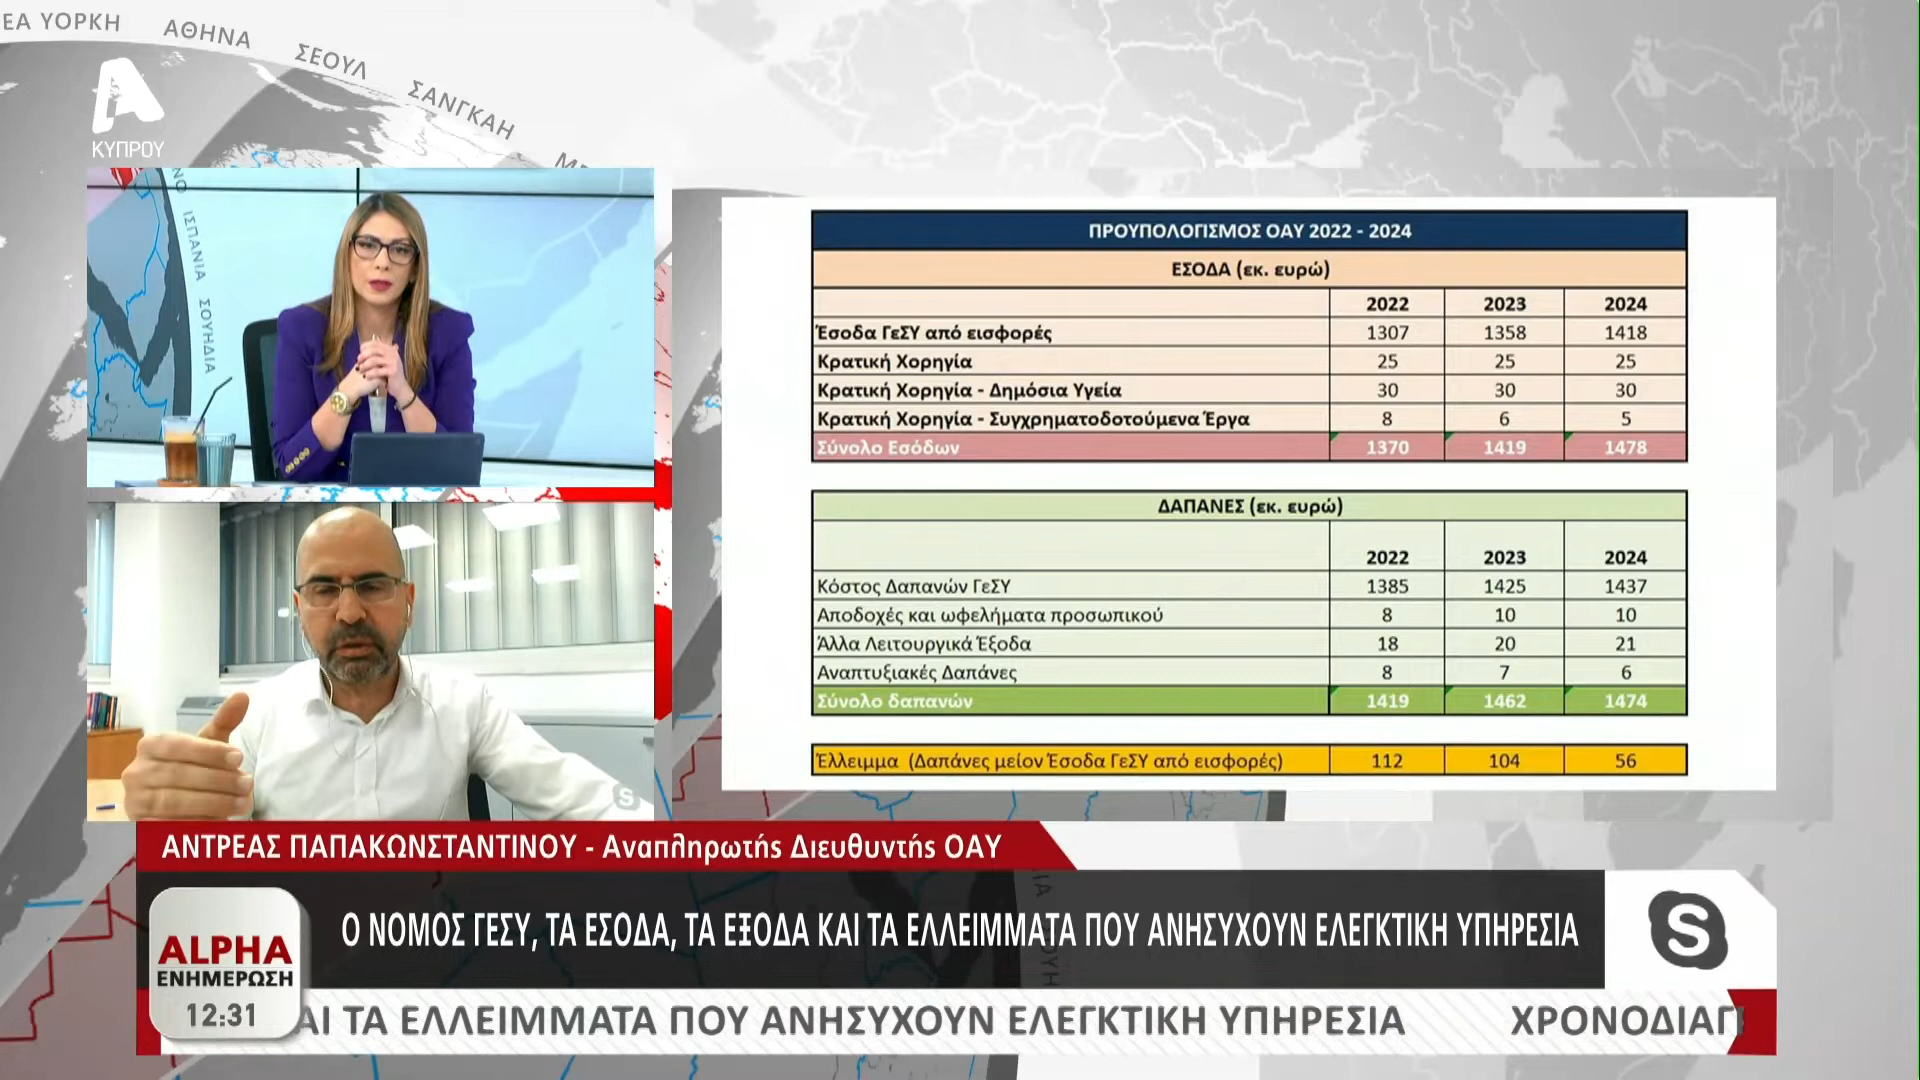 ΕΑ ΥΟΡΚΗ
ΑΘΗΝΑ
ΣΕΟΥΛ
ΣΑΝΓΚΑΗ
ΚΥΠΡΟΥ
ΙΣΠΑΝΙΑ
ΣΟΥΗΔΙΑ
ΠΡΟΥΠΟΛΟΓΙΣΜΟΣ ΟΑΥ 2022 - 2024
ΕΣΟΔΑ (εκ. ευρώ)
2022 2023 2024
Έσοδα ΓεΣΥ από εισφορές 1307 1358 1418
Κρατική Χορηγία 25 25 25
Κρατική Χορηγία - Δημόσια Υγεία 30 30 30
Κρατική Χορηγία - Συγχρηματοδοτούμενα Έργα 8 6 5
Σύνολο Εσόδων 1370 1419 1478
ΔΑΠΑΝΕΣ (εκ. ευρώ)
2022 2023 2024
Κόστος Δαπανών ΓεΣΥ 1385 1425 1437
Αποδοχές και ωφελήματα προσωπικού 8 10 10
Άλλα Λειτουργικά Έξοδα 18 20 21
Αναπτυξιακές Δαπάνες 8 7 6
Σύνολο δαπανών 1419 1462 1474
Έλλειμμα (Δαπάνες μείον Έσοδα ΓεΣΥ από εισφορές) 112 104 56
ΑΝΤΡΕΑΣ ΠΑΠΑΚΩΝΣΤΑΝΤΙΝΟΥ - Αναπληρωτής Διευθυντής ΟΑΥ
Ο ΝΟΜΟΣ ΓΕΣΥ, ΤΑ ΕΣΟΔΑ, ΤΑ ΕΞΟΔΑ ΚΑΙ ΤΑ ΕΛΛΕΙΜΜΑΤΑ ΠΟΥ ΑΝΗΣΥΧΟΥΝ ΕΛΕΓΚΤΙΚΗ ΥΠΗΡΕΣΙΑ
ALPHA
ΕΝΗΜΕΡΩΣΗ
12:31
ΑΙ ΤΑ ΕΛΛΕΙΜΜΑΤΑ ΠΟΥ ΑΝΗΣΥΧΟΥΝ ΕΛΕΓΚΤΙΚΗ ΥΠΗΡΕΣΙΑ ΧΡΟΝΟΔΙΑΓ